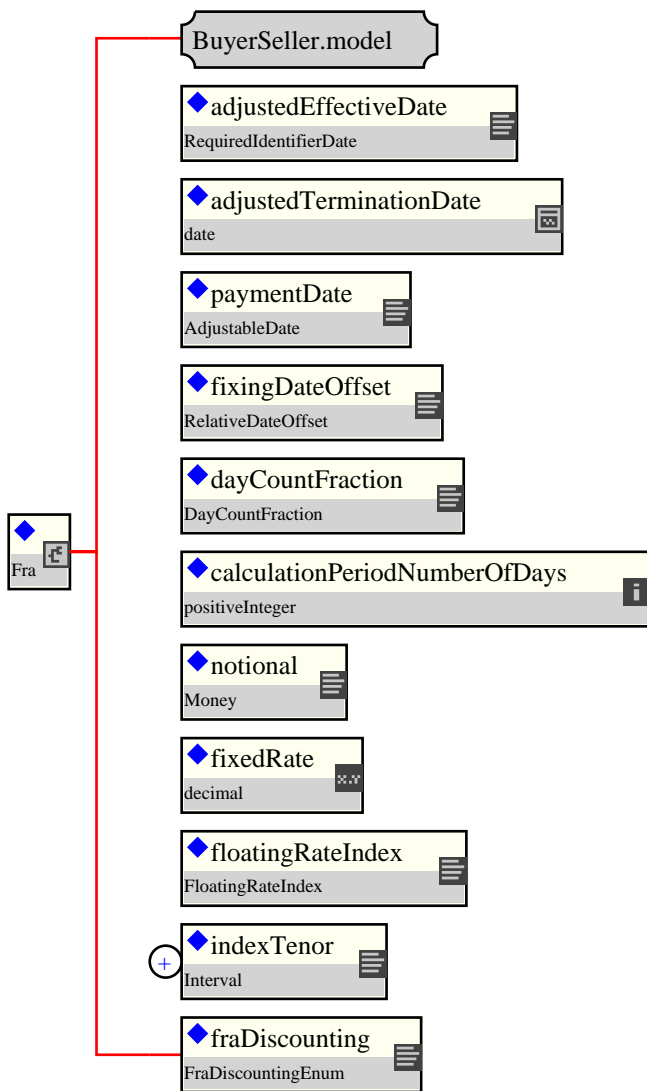 BuyerSeller.model
adjustedEffectiveDate
RequiredIdentifierDate
adjustedTerminationDate
date
paymentDate
AdjustableDate
fixingDateOffset
RelativeDateOffset
dayCountFraction
DayCountFraction
Fra
calculationPeriodNumberOfDays
positiveInteger
notional
Money
fixedRate
decimal
x.y
floatingRateIndex
FloatingRateIndex
indexTenor
+
Interval
fraDiscounting
FraDiscountingEnum